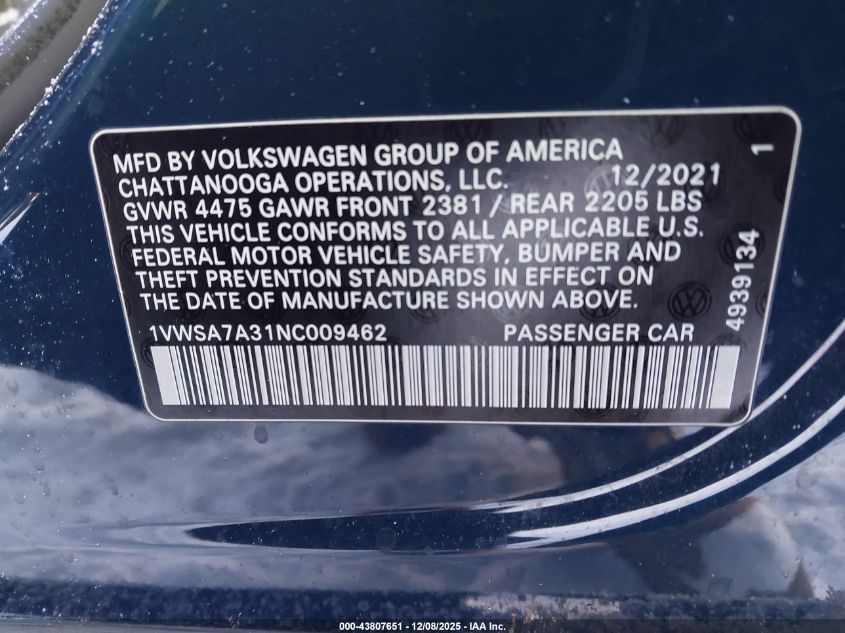 MFD BY VOLKSWAGEN GROUP OF AMERICA
CHATTANOOGA OPERATIONS, LLC. 12/2021
GVWR 4475 GAWR FRONT 2381 / REAR 2205 LBS
THIS VEHICLE CONFORMS TO ALL APPLICABLE U.S.
FEDERAL MOTOR VEHICLE SAFETY, BUMPER AND
THEFT PREVENTION STANDARDS IN EFFECT ON
THE DATE OF MANUFACTURE SHOWN ABOVE.
1VWSA7A31NC009462 PASSENGER CAR
4939134 1
000-43807651 - 12/08/2025 - IAA Inc.